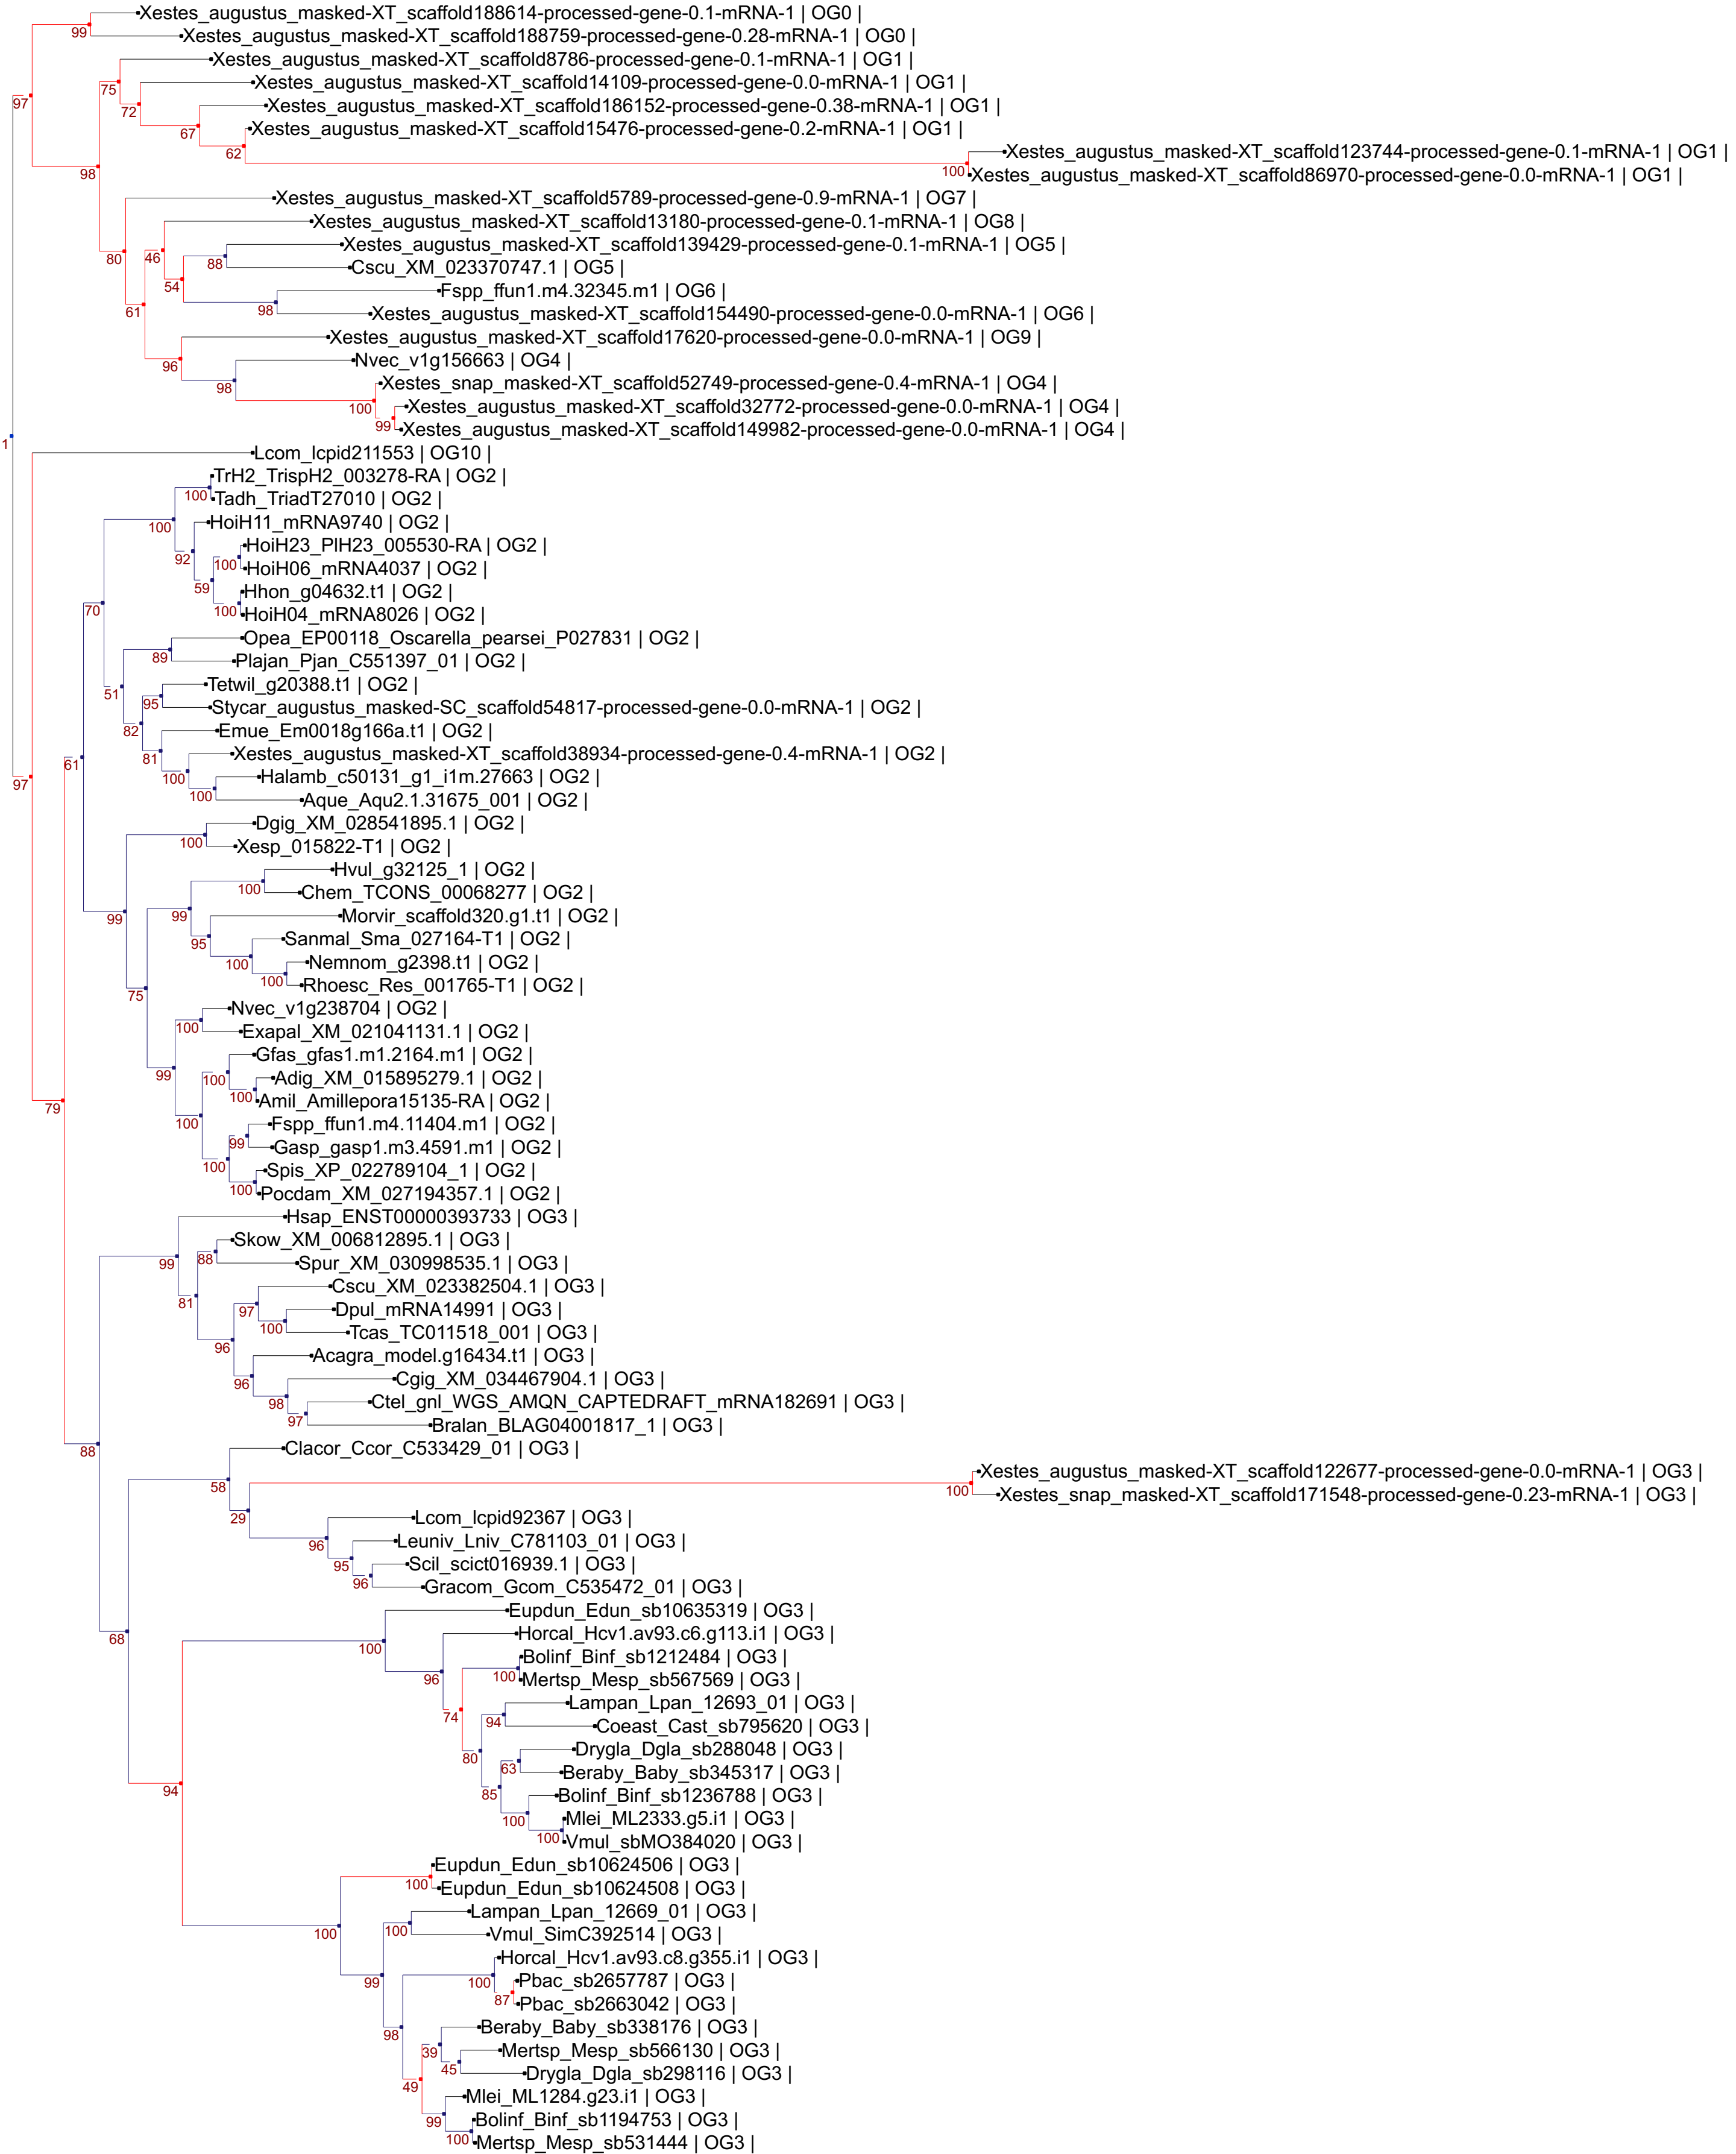 Xestes_augustus_masked-XT_scaffold188614-processed-gene-0.1-mRNA-1 | OG0 |
99
Xestes_augustus_masked-XT_scaffold188759-processed-gene-0.28-mRNA-1 | OG0 |
Xestes_augustus_masked-XT_scaffold8786-processed-gene-0.1-mRNA-1 | OG1 |
75
Xestes_augustus_masked-XT_scaffold14109-processed-gene-0.0-mRNA-1 | OG1 |
97
72
Xestes_augustus_masked-XT_scaffold186152-processed-gene-0.38-mRNA-1 | OG1 |
67
Xestes_augustus_masked-XT_scaffold15476-processed-gene-0.2-mRNA-1 | OG1 |
62
Xestes_augustus_masked-XT_scaffold123744-processed-gene-0.1-mRNA-1 | OG1 |
98
100
Xestes_augustus_masked-XT_scaffold86970-processed-gene-0.0-mRNA-1 | OG1 |
Xestes_augustus_masked-XT_scaffold5789-processed-gene-0.9-mRNA-1 | OG7 |
Xestes_augustus_masked-XT_scaffold13180-processed-gene-0.1-mRNA-1 | OG8 |
Xestes_augustus_masked-XT_scaffold139429-processed-gene-0.1-mRNA-1 | OG5 |
80
46
88
Cscu_XM_023370747.1 | OG5 |
54
Fspp_ffun1.m4.32345.m1 | OG6 |
61
98
Xestes_augustus_masked-XT_scaffold154490-processed-gene-0.0-mRNA-1 | OG6 |
Xestes_augustus_masked-XT_scaffold17620-processed-gene-0.0-mRNA-1 | OG9 |
96
Nvec_v1g156663 | OG4 |
98
Xestes_snap_masked-XT_scaffold52749-processed-gene-0.4-mRNA-1 | OG4 |
100
Xestes_augustus_masked-XT_scaffold32772-processed-gene-0.0-mRNA-1 | OG4 |
99
Xestes_augustus_masked-XT_scaffold149982-processed-gene-0.0-mRNA-1 | OG4 |
1
Lcom_lcpid211553 | OG10 |
TrH2_TrispH2_003278-RA | OG2 |
100
Tadh_TriadT27010 | OG2 |
100
HoiH11_mRNA9740 | OG2 |
92
HoiH23_PlH23_005530-RA | OG2 |
100
HoiH06_mRNA4037 | OG2 |
59
Hhon_g04632.t1 | OG2 |
70
100
HoiH04_mRNA8026 | OG2 |
Opea_EP00118_Oscarella_pearsei_P027831 | OG2 |
89
Plajan_Pjan_C551397_01 | OG2 |
51
Tetwil_g20388.t1 | OG2 |
95
Stycar_augustus_masked-SC_scaffold54817-processed-gene-0.0-mRNA-1 | OG2 |
82
Emue_Em0018g166a.t1 | OG2 |
81
Xestes_augustus_masked-XT_scaffold38934-processed-gene-0.4-mRNA-1 | OG2 |
61
97
100
Halamb_c50131_g1_i1m.27663 | OG2 |
100
Aque_Aqu2.1.31675_001 | OG2 |
Dgig_XM_028541895.1 | OG2 |
100
Xesp_015822-T1 | OG2 |
Hvul_g32125_1 | OG2 |
100
Chem_TCONS_00068277 | OG2 |
99
99
Morvir_scaffold320.g1.t1 | OG2 |
95
Sanmal_Sma_027164-T1 | OG2 |
100
Nemnom_g2398.t1 | OG2 |
100
Rhoesc_Res_001765-T1 | OG2 |
75
Nvec_v1g238704 | OG2 |
100
Exapal_XM_021041131.1 | OG2 |
Gfas_gfas1.m1.2164.m1 | OG2 |
99
100
Adig_XM_015895279.1 | OG2 |
100
Amil_Amillepora15135-RA | OG2 |
79
100
Fspp_ffun1.m4.11404.m1 | OG2 |
99
Gasp_gasp1.m3.4591.m1 | OG2 |
100
Spis_XP_022789104_1 | OG2 |
100
Pocdam_XM_027194357.1 | OG2 |
Hsap_ENST00000393733 | OG3 |
Skow_XM_006812895.1 | OG3 |
99
88
Spur_XM_030998535.1 | OG3 |
Cscu_XM_023382504.1 | OG3 |
81
97
Dpul_mRNA14991 | OG3 |
100
Tcas_TC011518_001 | OG3 |
96
Acagra_model.g16434.t1 | OG3 |
96
Cgig_XM_034467904.1 | OG3 |
98
Ctel_gnl_WGS_AMQN_CAPTEDRAFT_mRNA182691 | OG3 |
97
Bralan_BLAG04001817_1 | OG3 |
88
Clacor_Ccor_C533429_01 | OG3 |
Xestes_augustus_masked-XT_scaffold122677-processed-gene-0.0-mRNA-1 | OG3 |
58
100
Xestes_snap_masked-XT_scaffold171548-processed-gene-0.23-mRNA-1 | OG3 |
29
Lcom_lcpid92367 | OG3 |
96
Leuniv_Lniv_C781103_01 | OG3 |
95
Scil_scict016939.1 | OG3 |
96
Gracom_Gcom_C535472_01 | OG3 |
Eupdun_Edun_sb10635319 | OG3 |
68
100
Horcal_Hcv1.av93.c6.g113.i1 | OG3 |
Bolinf_Binf_sb1212484 | OG3 |
96
100
Mertsp_Mesp_sb567569 | OG3 |
Lampan_Lpan_12693_01 | OG3 |
74
94
Coeast_Cast_sb795620 | OG3 |
Drygla_Dgla_sb288048 | OG3 |
80
63
Beraby_Baby_sb345317 | OG3 |
94
85
Bolinf_Binf_sb1236788 | OG3 |
100
Mlei_ML2333.g5.i1 | OG3 |
100
Vmul_sbMO384020 | OG3 |
Eupdun_Edun_sb10624506 | OG3 |
100
Eupdun_Edun_sb10624508 | OG3 |
Lampan_Lpan_12669_01 | OG3 |
100
100
Vmul_SimC392514 | OG3 |
Horcal_Hcv1.av93.c8.g355.i1 | OG3 |
99
100
Pbac_sb2657787 | OG3 |
87
Pbac_sb2663042 | OG3 |
98
Beraby_Baby_sb338176 | OG3 |
39
Mertsp_Mesp_sb566130 | OG3 |
45
Drygla_Dgla_sb298116 | OG3 |
49
Mlei_ML1284.g23.i1 | OG3 |
99
Bolinf_Binf_sb1194753 | OG3 |
100
Mertsp_Mesp_sb531444 | OG3 |